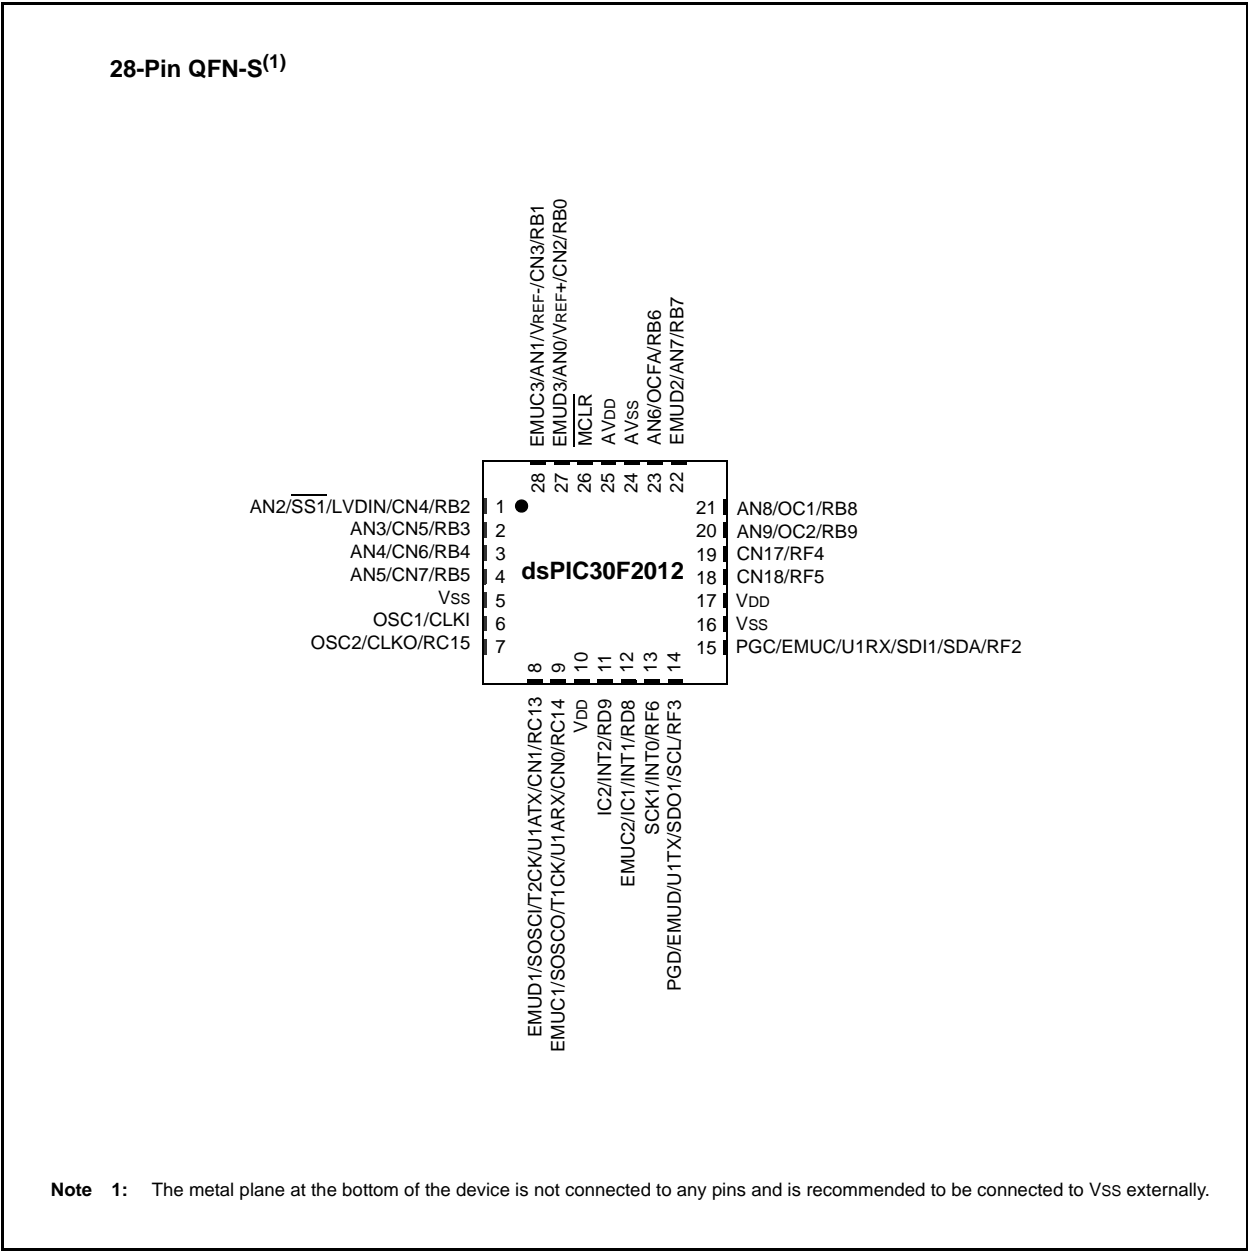 28-Pin QFN-S(1)
EMUC3/AN1/VREF-/CN3/RB1
EMUD3/AN0/VREF+/CN2/RB0
MCLR
AVDD
AVSS
AN6/OCFA/RB6
EMUD2/AN7/RB7
28 27 26 25 24 23 22
AN2/SS1/LVDIN/CN4/RB2 1
AN3/CN5/RB3 2
AN4/CN6/RB4 3
AN5/CN7/RB5 4
VSS 5
OSC1/CLKI 6
OSC2/CLKO/RC15 7
dsPIC30F2012
21 AN8/OC1/RB8
20 AN9/OC2/RB9
19 CN17/RF4
18 CN18/RF5
17 VDD
16 VSS
15 PGC/EMUC/U1RX/SDI1/SDA/RF2
8 9 10 11 12 13 14
EMUD1/SOSCI/T2CK/U1ATX/CN1/RC13
EMUC1/SOSCO/T1CK/U1ARX/CN0/RC14
VDD
IC2/INT2/RD9
EMUC2/IC1/INT1/RD8
SCK1/INT0/RF6
PGD/EMUD/U1TX/SDO1/SCL/RF3
Note 1: The metal plane at the bottom of the device is not connected to any pins and is recommended to be connected to VSS externally.